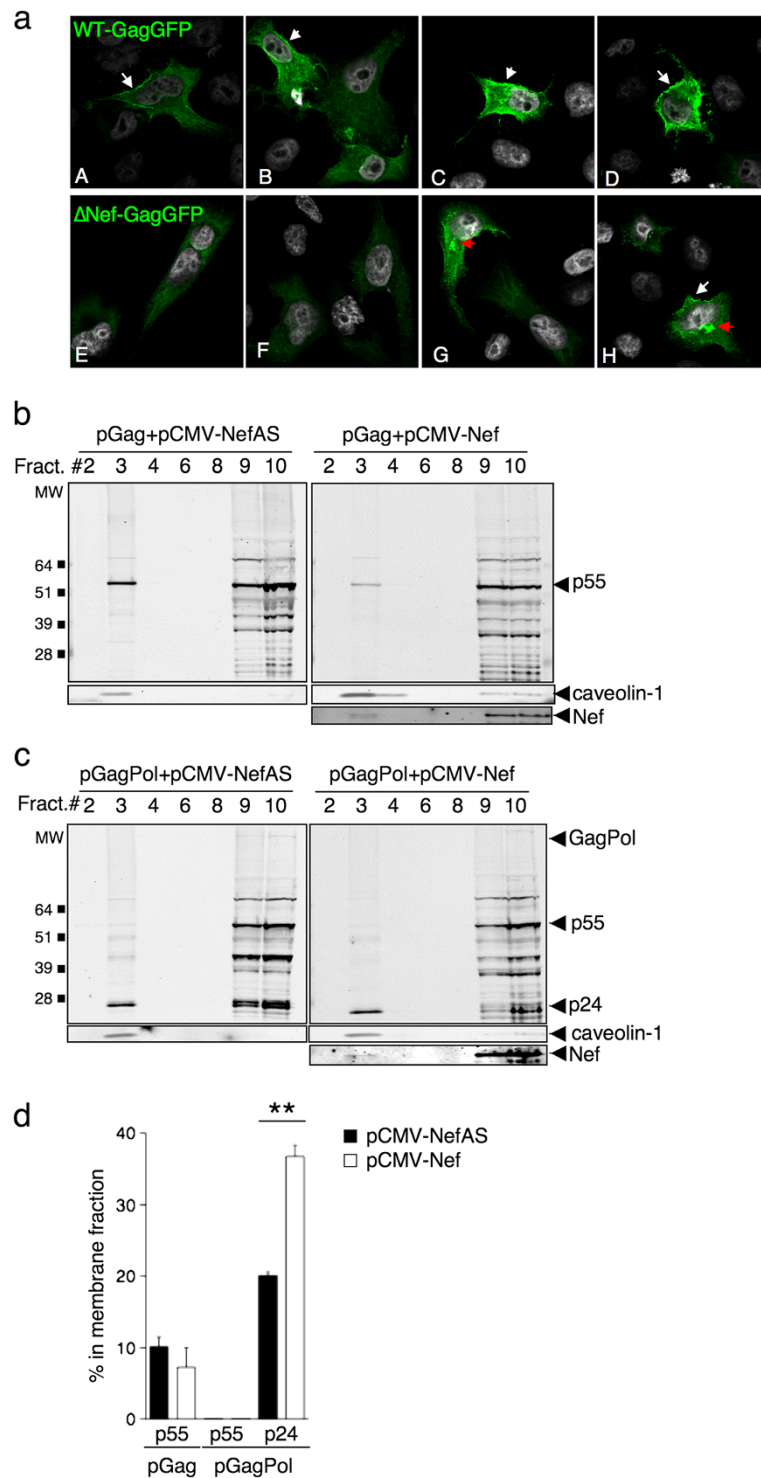 a
WT-GagGFP
A
B
C
D
ΔNef-GagGFP
E
F
G
H
b
pGag+pCMV-NefAS pGag+pCMV-Nef
Fract. #2 3 4 6 8 9 10 2 3 4 6 8 9 10
MW
64
51
39
28
p55
caveolin-1
Nef
c
pGagPol+pCMV-NefAS pGagPol+pCMV-Nef
Fract.#2 3 4 6 8 9 10 2 3 4 6 8 9 10
MW
GagPol
64
p55
51
39
28
p24
caveolin-1
Nef
d
**
pCMV-NefAS
pCMV-Nef
% in membrane fraction
40
30
20
10
0
p55 p55 p24
pGag pGagPol